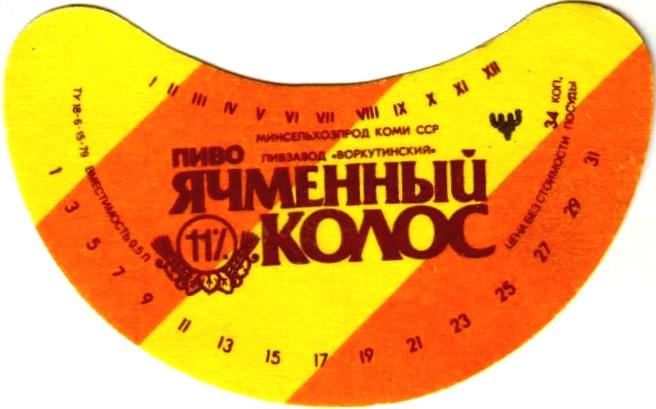 I II III IV V VI VII VIII IX X XI XII
МИНСЕЛЬХОЗПРОД КОМИ ССР
ПИВО ПИВЗАВОД «ВОРКУТИНСКИЙ»
ЯЧМЕННЫЙ
КОЛОС
11%
ТУ 18-6-15-79 ВМЕСТИМОСТЬ 0,5 Л
34 КОП.
ЦЕНА БЕЗ СТОИМОСТИ ПОСУДЫ
1 3 5 7 9 11 13 15 17 19 21 23 25 27 29 31